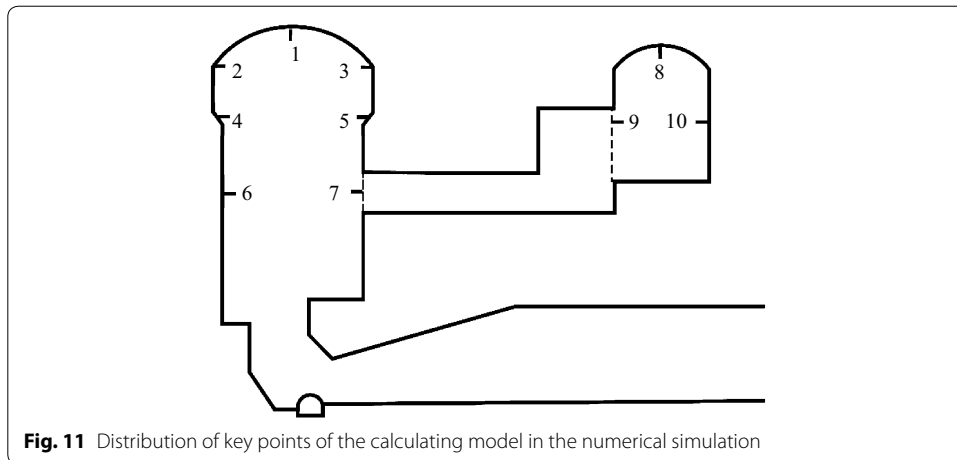 1
2 3 8
4 5 9 10
6 7
Fig. 11 Distribution of key points of the calculating model in the numerical simulation